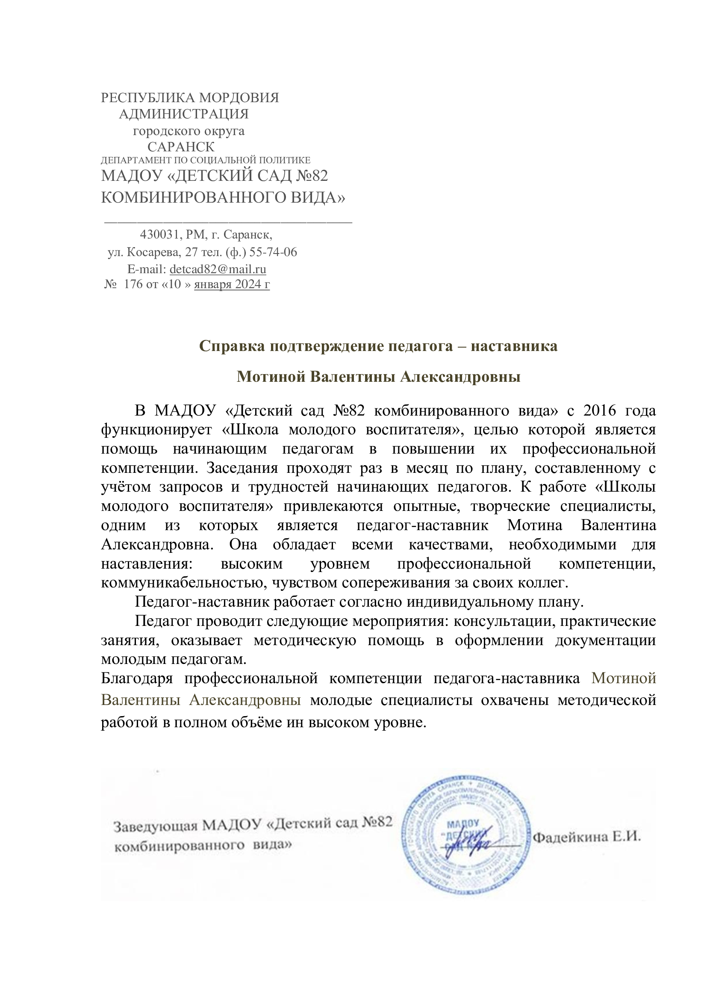 РЕСПУБЛИКА МОРДОВИЯ
АДМИНИСТРАЦИЯ
городского округа
САРАНСК
ДЕПАРТАМЕНТ ПО СОЦИАЛЬНОЙ ПОЛИТИКЕ
МАДОУ «ДЕТСКИЙ САД №82
КОМБИНИРОВАННОГО ВИДА»
430031, РМ, г. Саранск,
ул. Косарева, 27 тел. (ф.) 55-74-06
E-mail: detcad82@mail.ru
№ 176 от «10 » января 2024 г
Справка подтверждение педагога – наставника
Мотиной Валентины Александровны
В МАДОУ «Детский сад №82 комбинированного вида» с 2016 года
функционирует «Школа молодого воспитателя», целью которой является
помощь начинающим педагогам в повышении их профессиональной
компетенции. Заседания проходят раз в месяц по плану, составленному с
учётом запросов и трудностей начинающих педагогов. К работе «Школы
молодого воспитателя» привлекаются опытные, творческие специалисты,
одним из которых является педагог-наставник Мотина Валентина
Александровна. Она обладает всеми качествами, необходимыми для
наставления: высоким уровнем профессиональной компетенции,
коммуникабельностью, чувством сопереживания за своих коллег.
Педагог-наставник работает согласно индивидуальному плану.
Педагог проводит следующие мероприятия: консультации, практические
занятия, оказывает методическую помощь в оформлении документации
молодым педагогам.
Благодаря профессиональной компетенции педагога-наставника Мотиной
Валентины Александровны молодые специалисты охвачены методической
работой в полном объёме ин высоком уровне.
Заведующая МАДОУ «Детский сад №82
комбинированного вида»
МАДОУ
"ДЕТСКИЙ
САД
Фадейкина Е.И.